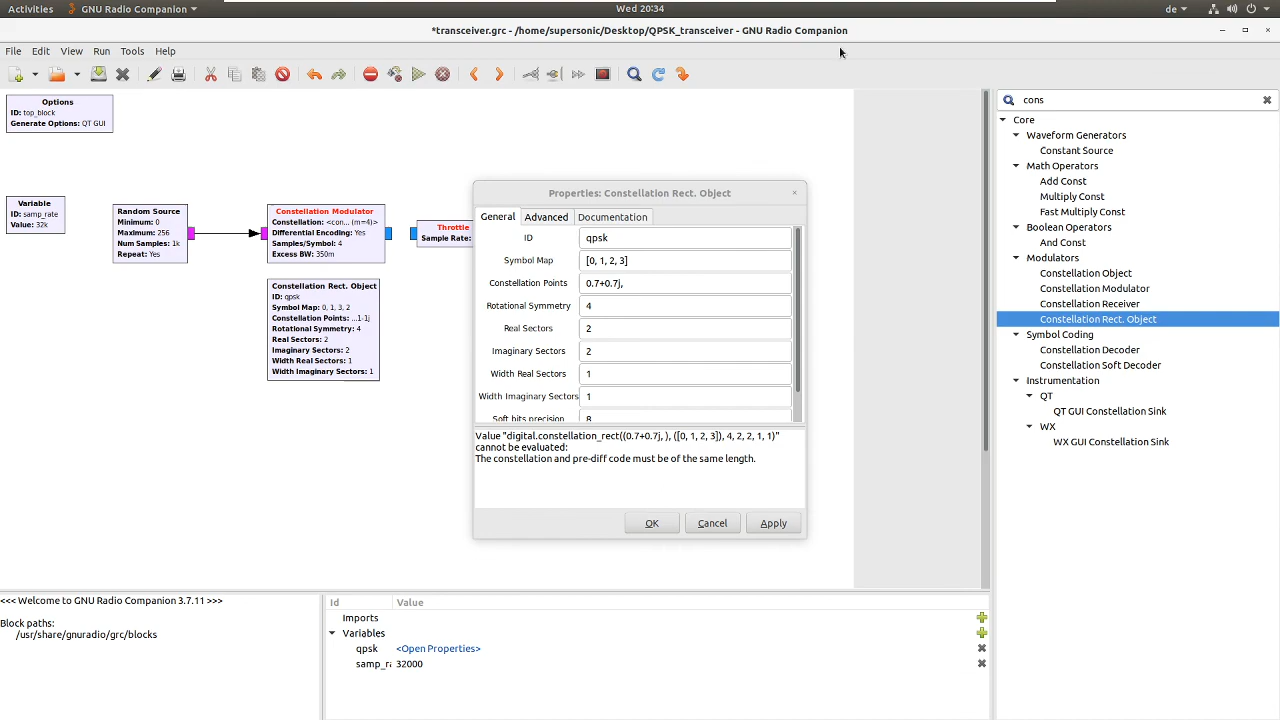 Activities
GNU Radio Companion
Wed 20:34
de
*transceiver.grc - /home/supersonic/Desktop/QPSK_transceiver - GNU Radio Companion
File Edit View Run Tools Help
Options
ID: top_block
Generate Options: QT GUI
Variable
ID: samp_rate
Value: 32k
Random Source
Minimum: 0
Maximum: 256
Num Samples: 1k
Repeat: Yes
Constellation Modulator
Constellation: <con... (m=4)>
Differential Encoding: Yes
Samples/Symbol: 4
Excess BW: 350m
Throttle
Sample Rate:
Constellation Rect. Object
ID: qpsk
Symbol Map: 0, 1, 3, 2
Constellation Points: ...1-1j
Rotational Symmetry: 4
Real Sectors: 2
Imaginary Sectors: 2
Width Real Sectors: 1
Width Imaginary Sectors: 1
Properties: Constellation Rect. Object
General Advanced Documentation
ID qpsk
Symbol Map [0, 1, 2, 3]
Constellation Points 0.7+0.7j,
Rotational Symmetry 4
Real Sectors 2
Imaginary Sectors 2
Width Real Sectors 1
Width Imaginary Sectors 1
Soft bits precision 8
Value "digital.constellation_rect((0.7+0.7j, ), ([0, 1, 2, 3]), 4, 2, 2, 1, 1)"
cannot be evaluated:
The constellation and pre-diff code must be of the same length.
OK Cancel Apply
cons
Core
Waveform Generators
Constant Source
Math Operators
Add Const
Multiply Const
Fast Multiply Const
Boolean Operators
And Const
Modulators
Constellation Object
Constellation Modulator
Constellation Receiver
Constellation Rect. Object
Symbol Coding
Constellation Decoder
Constellation Soft Decoder
Instrumentation
QT
QT GUI Constellation Sink
WX
WX GUI Constellation Sink
<<< Welcome to GNU Radio Companion 3.7.11 >>>
Block paths:
/usr/share/gnuradio/grc/blocks
Id Value
Imports
Variables
qpsk <Open Properties>
samp_ra 32000